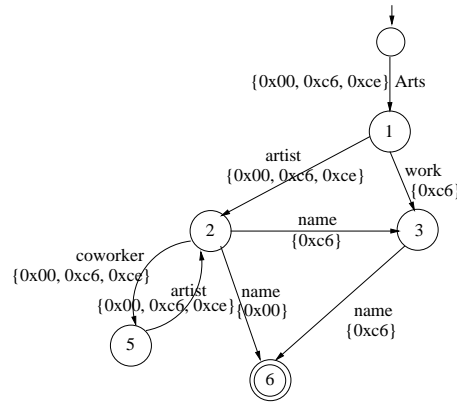 {0x00, 0xc6, 0xce} Arts
1
artist
{0x00, 0xc6, 0xce}
work
{0xc6}
2
name
{0xc6}
3
coworker
{0x00, 0xc6, 0xce}
artist
{0x00, 0xc6, 0xce}
name
{0x00}
name
{0xc6}
5
6